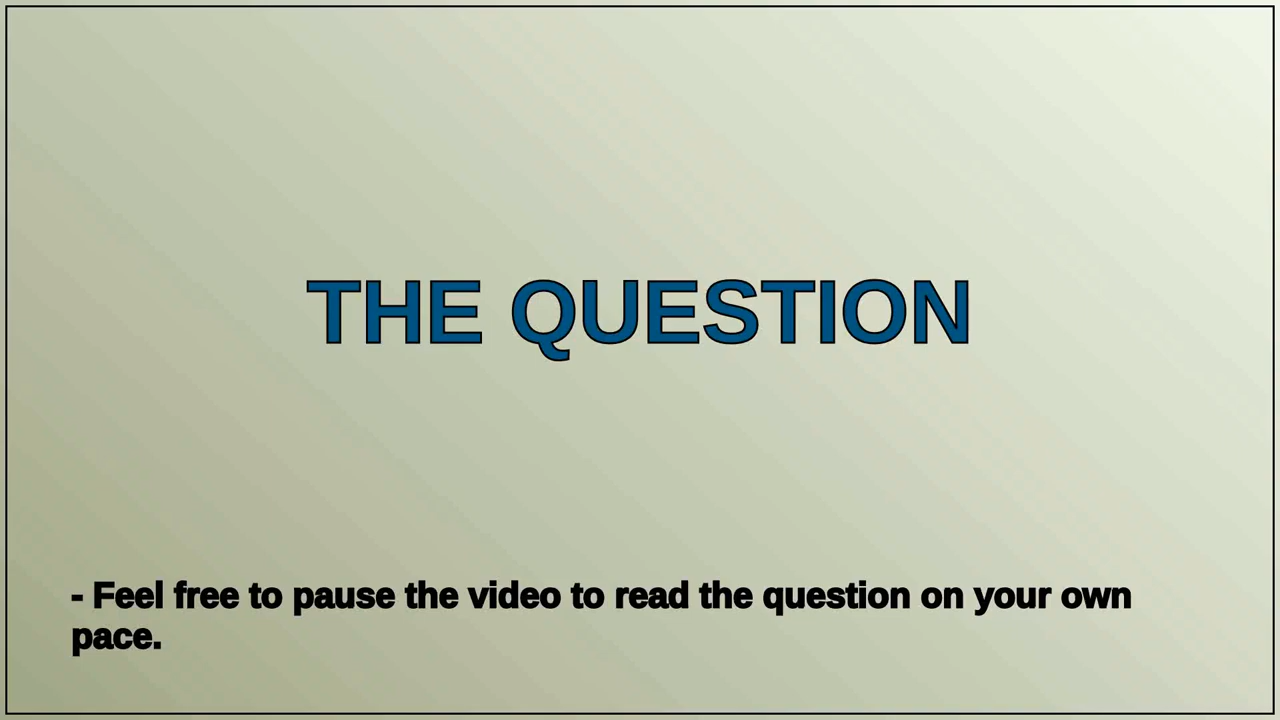 THE QUESTION
- Feel free to pause the video to read the question on your own
pace.